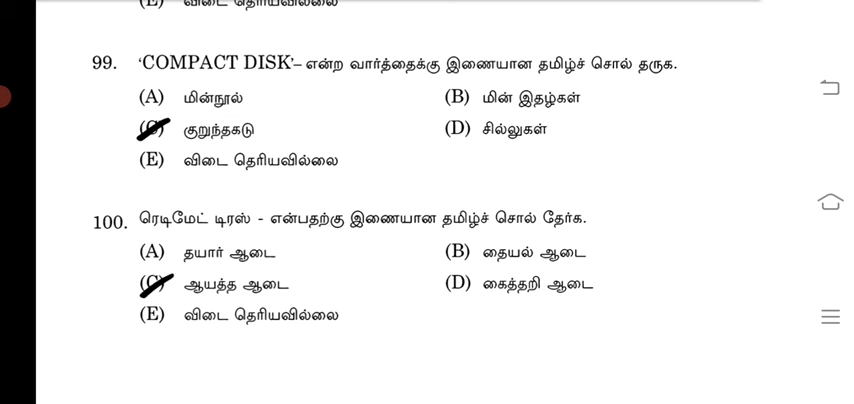 (E) விடை தெரியவில்லை
99. ‘COMPACT DISK’– என்ற வார்த்தைக்கு இணையான தமிழ்ச் சொல் தருக.
(A) மின்நூல் (B) மின் இதழ்கள்
(C) குறுந்தகடு (D) சில்லுகள்
(E) விடை தெரியவில்லை
100. ரெடிமேட் டிரஸ் - என்பதற்கு இணையான தமிழ்ச் சொல் தேர்க.
(A) தயார் ஆடை (B) தையல் ஆடை
(C) ஆயத்த ஆடை (D) கைத்தறி ஆடை
(E) விடை தெரியவில்லை